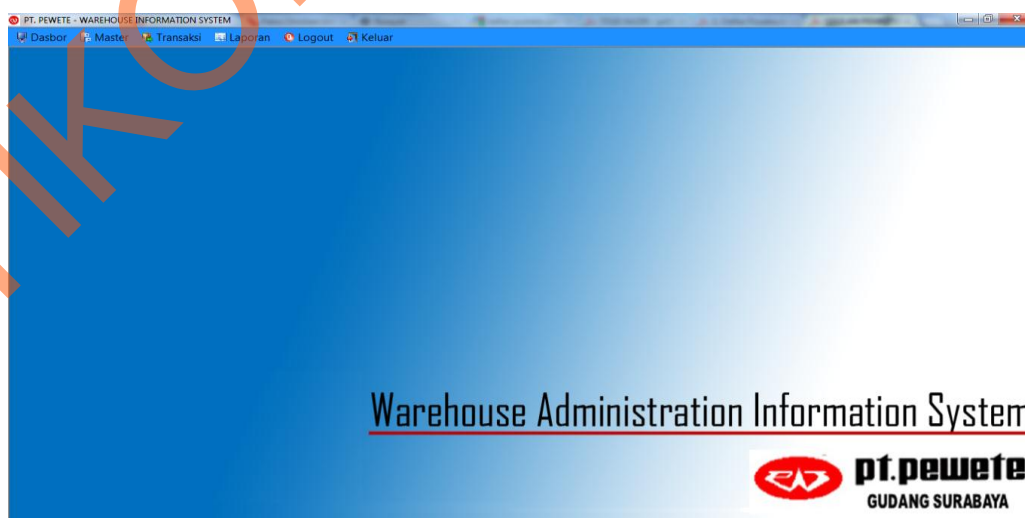 PT. PEWETE - WAREHOUSE INFORMATION SYSTEM
Dasbor Master Transaksi Laporan Logout Keluar
Warehouse Administration Information System
pt.pewete
GUDANG SURABAYA